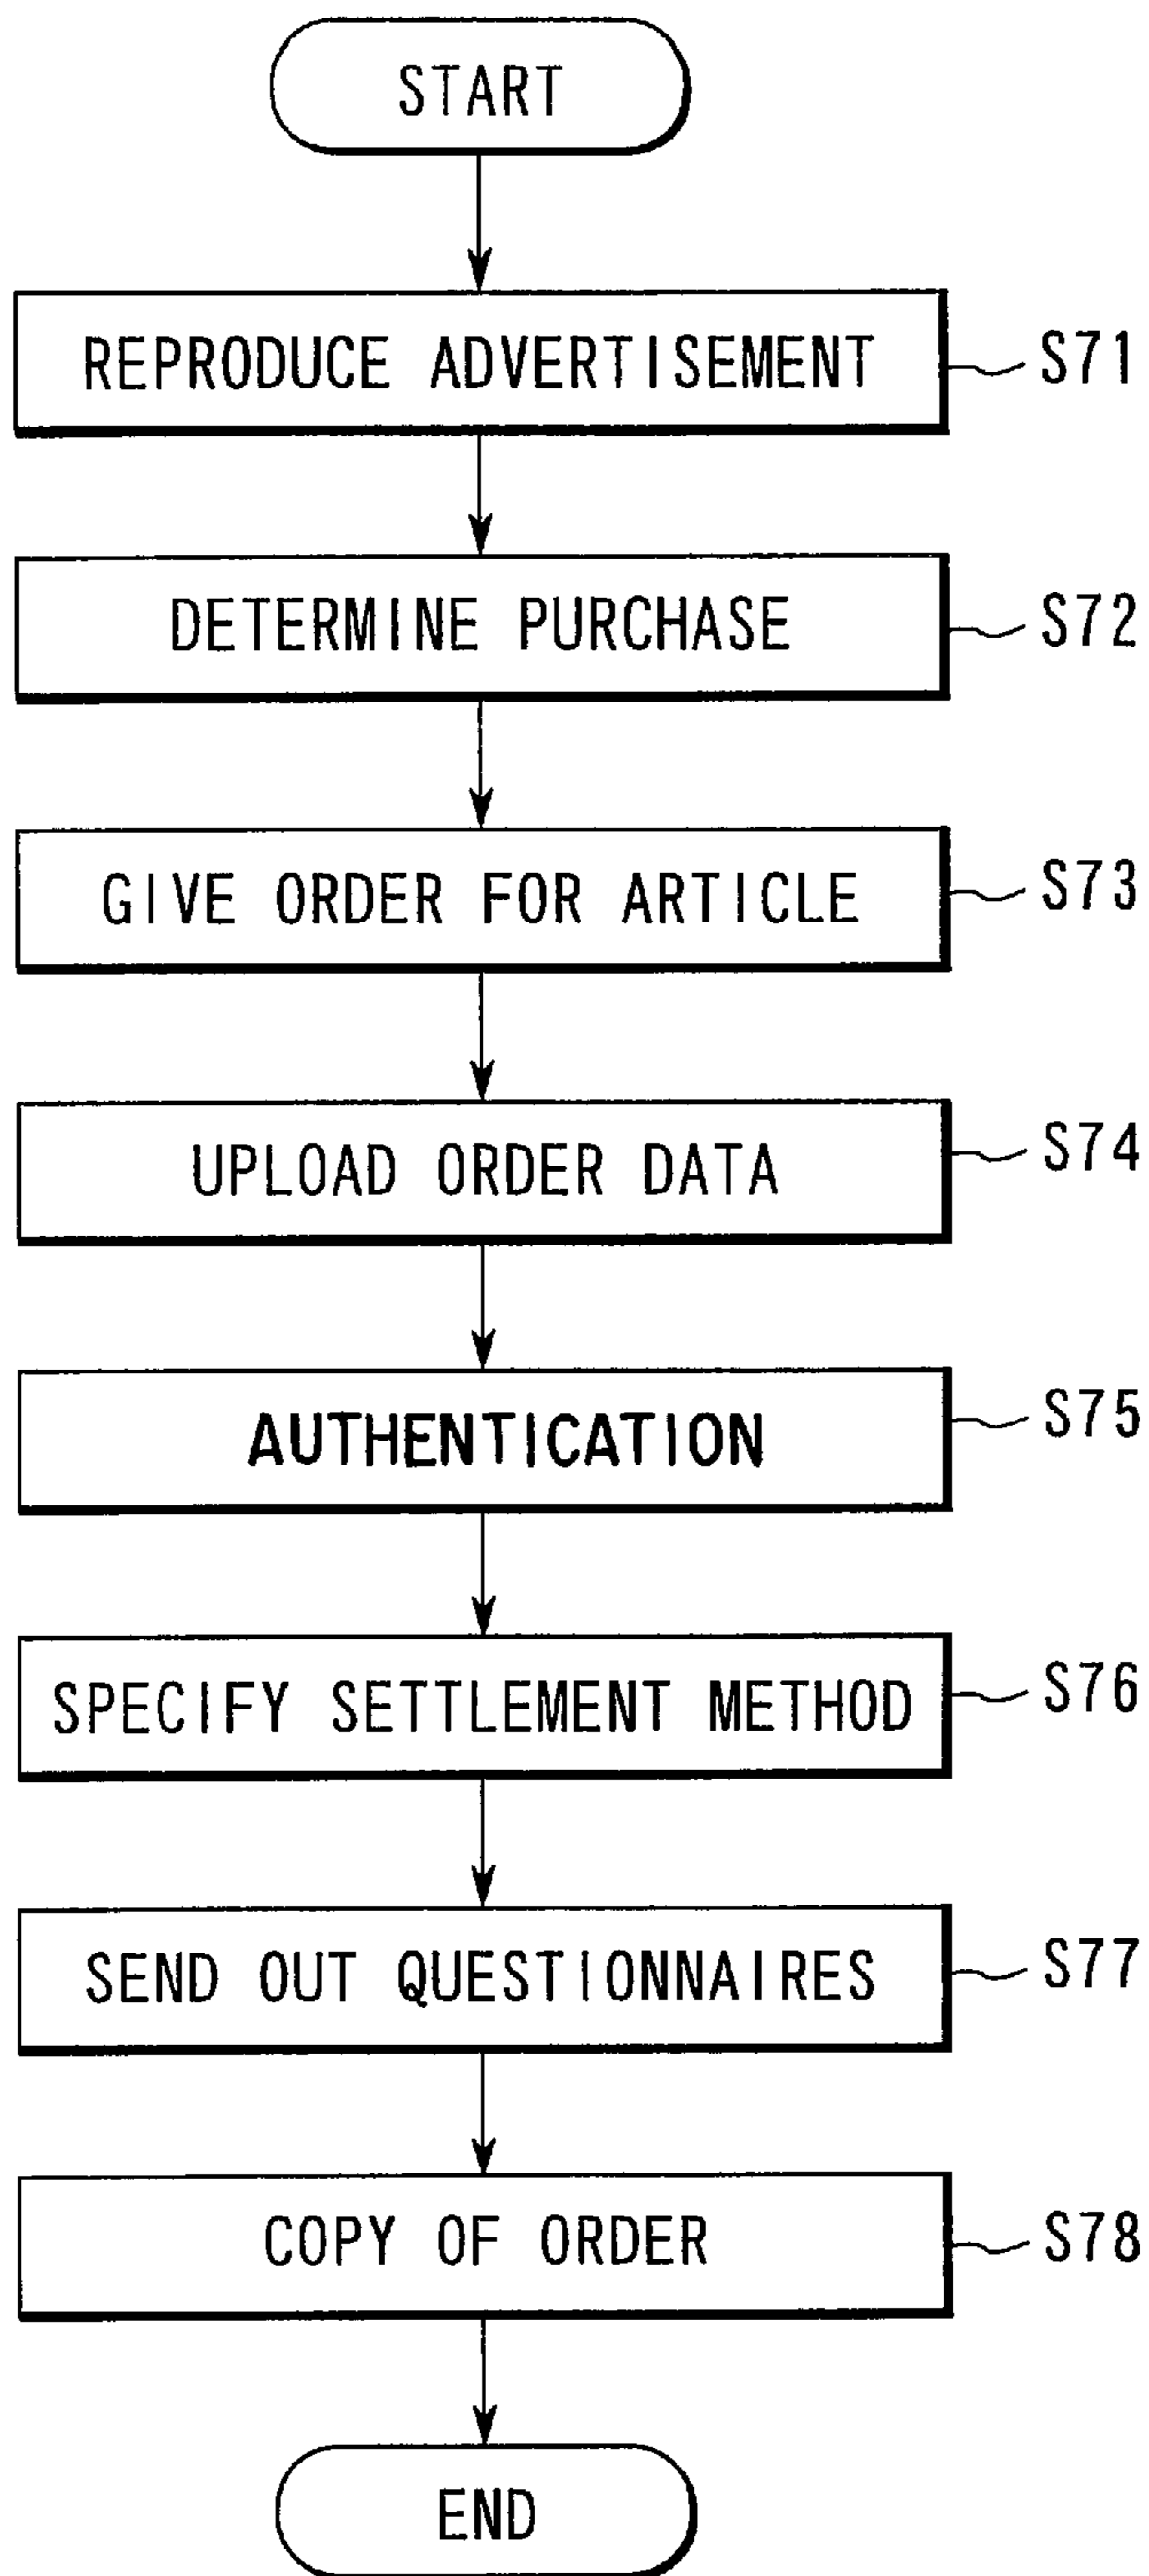 START
REPRODUCE ADVERTISEMENT S71
DETERMINE PURCHASE S72
GIVE ORDER FOR ARTICLE S73
UPLOAD ORDER DATA S74
AUTHENTICATION S75
SPECIFY SETTLEMENT METHOD S76
SEND OUT QUESTIONNAIRES S77
COPY OF ORDER S78
END